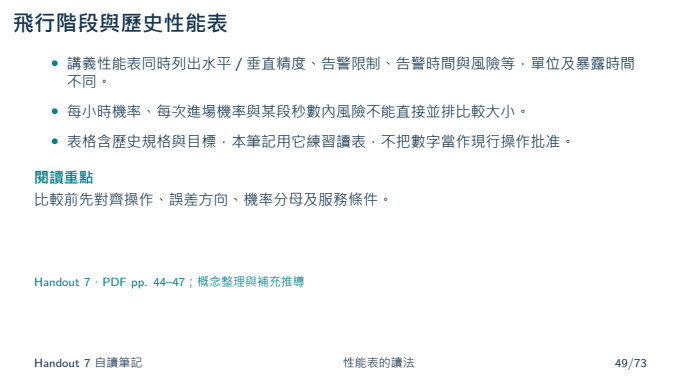 飛行階段與歷史性能表
• 講義性能表同時列出水平 / 垂直精度、告警限制、告警時間與風險等，單位及暴露時間
不同。
• 每小時機率、每次進場機率與某段秒數內風險不能直接並排比較大小。
• 表格含歷史規格與目標，本筆記用它練習讀表，不把數字當作現行操作批准。
閱讀重點
比較前先對齊操作、誤差方向、機率分母及服務條件。
Handout 7 · PDF pp. 44–47；概念整理與補充推導
Handout 7 自讀筆記 性能表的讀法 49/73